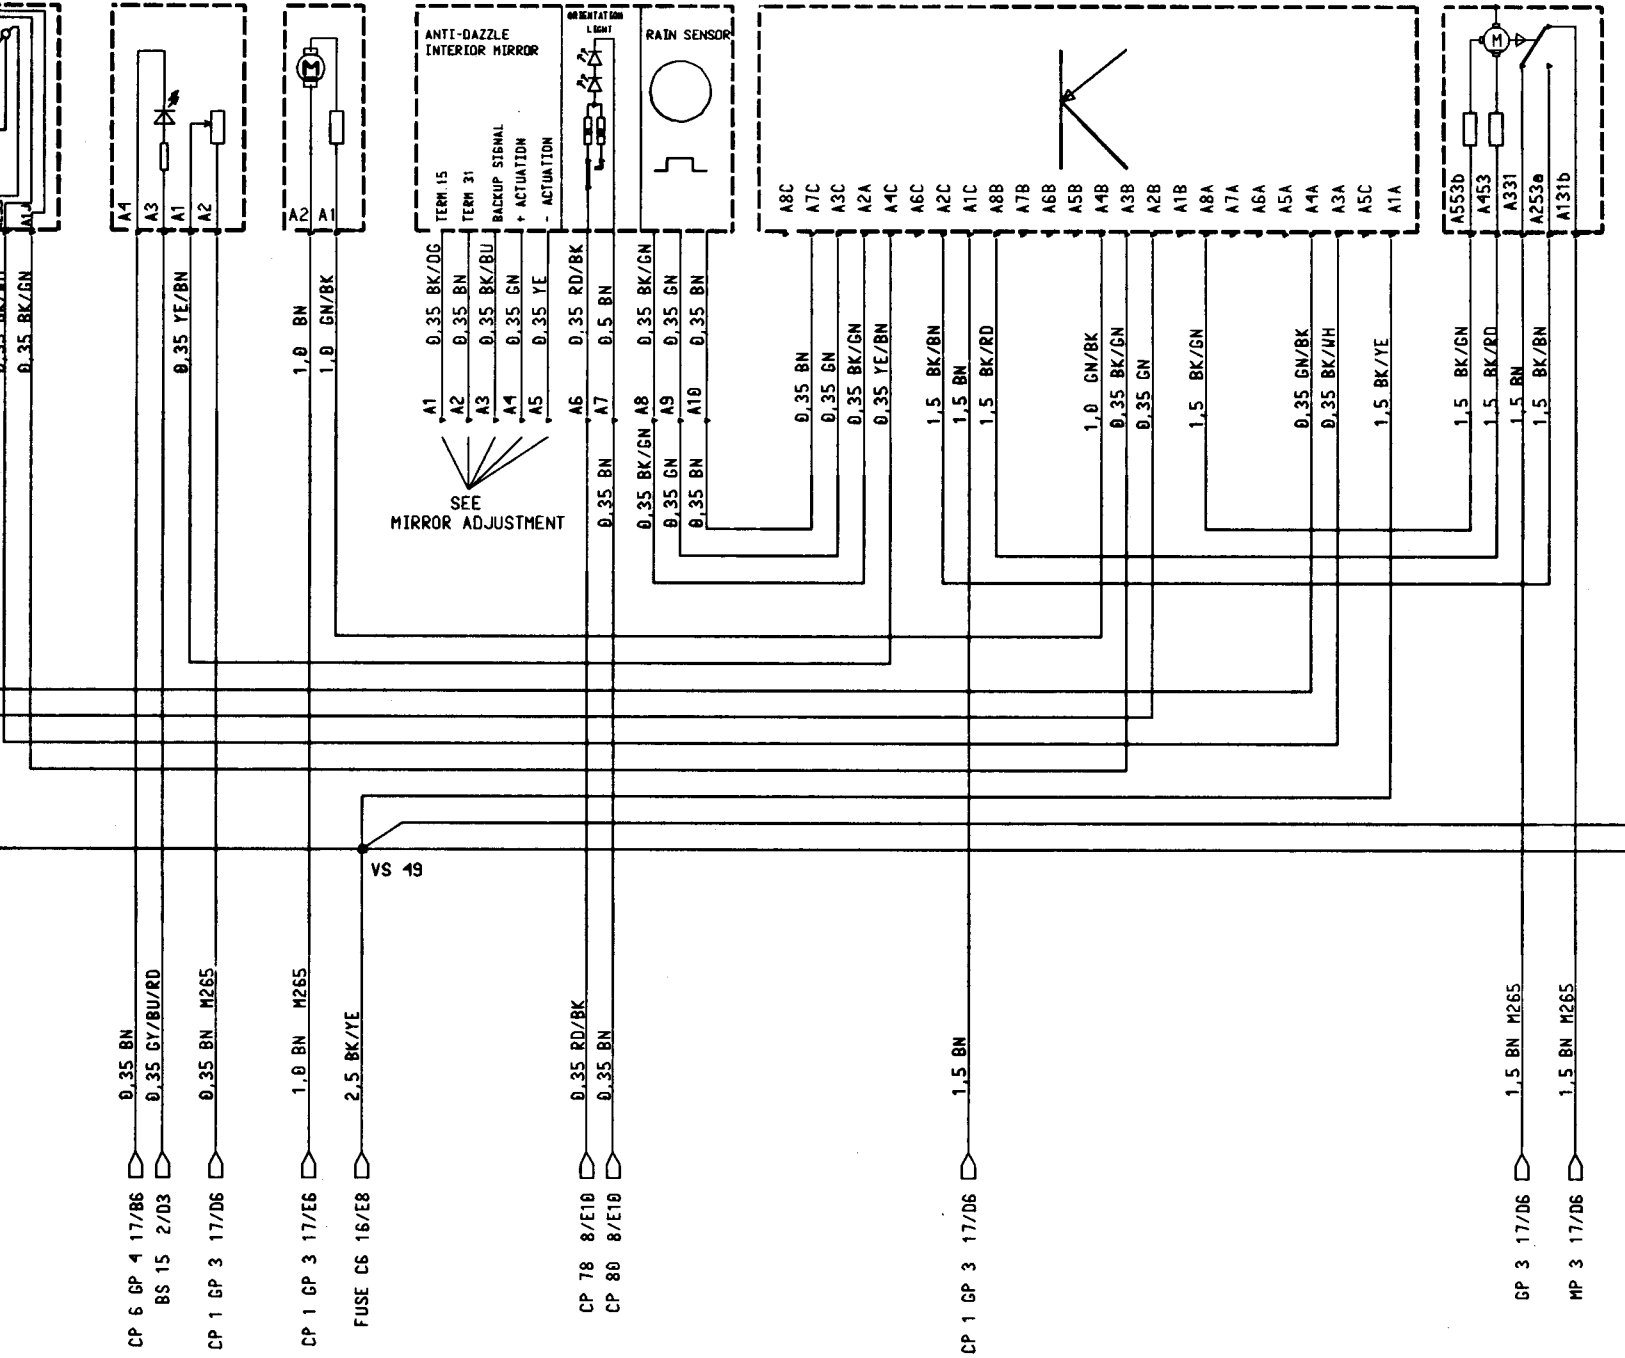 ANTI-DAZZLE
INTERIOR MIRROR
ORIENTATION
LIGHT
RAIN SENSOR
M
M
TERM.15
TERM 31
BACKUP SIGNAL
+ ACTUATION
- ACTUATION
A1
A4
A3
A1
A2
A2
A1
A8C
A7C
A3C
A2A
A4C
A6C
A2C
A1C
A8B
A7B
A6B
A5B
A4B
A3B
A2B
A1B
A8A
A7A
A6A
A5A
A4A
A3A
A5C
A1A
A553b
A453
A331
A253a
A131b
0,35 BK/GN
0,35 YE/BN
1,0 BN
1,0 GN/BK
0,35 BK/OG
0,35 BN
0,35 BK/BU
0,35 GN
0,35 YE
0,35 RD/BK
0,5 BN
0,35 BK/GN
0,35 GN
0,35 BN
0,35 BN
0,35 GN
0,35 BK/GN
0,35 YE/BN
1,5 BK/BN
1,5 BN
1,5 BK/RD
1,0 GN/BK
0,35 BK/GN
0,35 GN
1,5 BK/GN
0,35 GN/BK
0,35 BK/WH
1,5 BK/YE
1,5 BK/GN
1,5 BK/RD
1,5 BN
1,5 BK/BN
A1
A2
A3
A4
A5
A6
A7
A8
A9
A10
0,35 BN
0,35 BK/GN
0,35 GN
0,35 BN
SEE
MIRROR ADJUSTMENT
VS 49
0,35 BN
0,35 GY/BU/RD
0,35 BN M265
1,0 BN M265
2,5 BK/YE
0,35 RD/BK
0,35 BN
1,5 BN
1,5 BN M265
1,5 BN M265
CP 6 GP 4 17/B6
BS 15 2/D3
CP 1 GP 3 17/D6
CP 1 GP 3 17/E6
FUSE C6 16/E8
CP 78 8/E10
CP 80 8/E10
CP 1 GP 3 17/D6
GP 3 17/D6
MP 3 17/D6